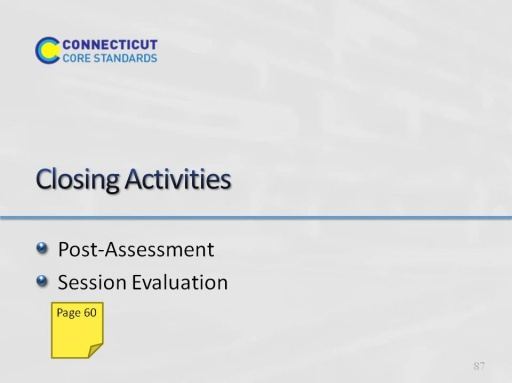 CONNECTICUT
CORE STANDARDS
Closing Activities
Post-Assessment
Session Evaluation
Page 60
87